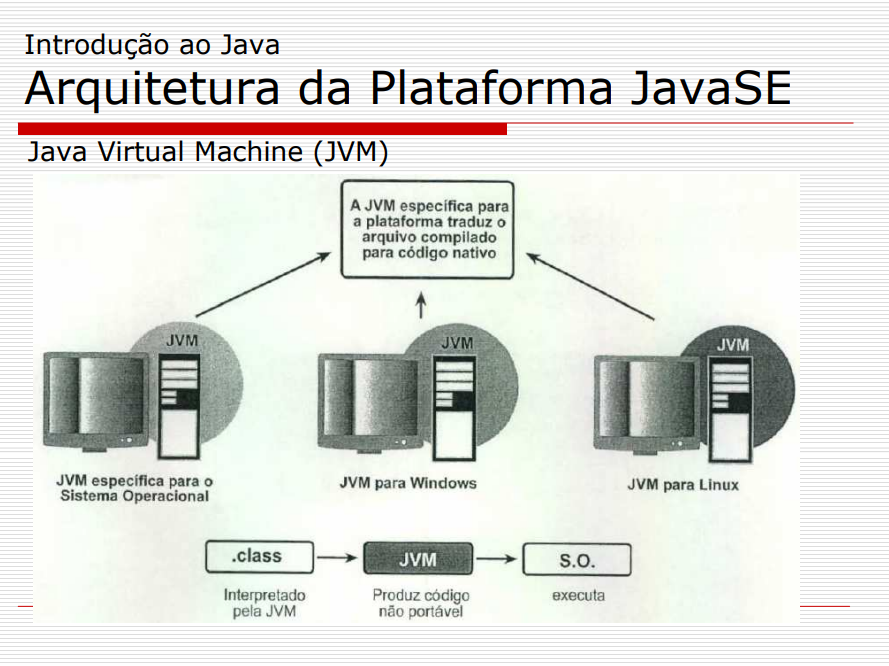 Introdução ao Java
Arquitetura da Plataforma JavaSE
Java Virtual Machine (JVM)
A JVM específica para
a plataforma traduz o
arquivo compilado
para código nativo
JVM
JVM
JVM
JVM específica para o
Sistema Operacional
JVM para Windows
JVM para Linux
.class
JVM
S.O.
Interpretado
pela JVM
Produz código
não portável
executa